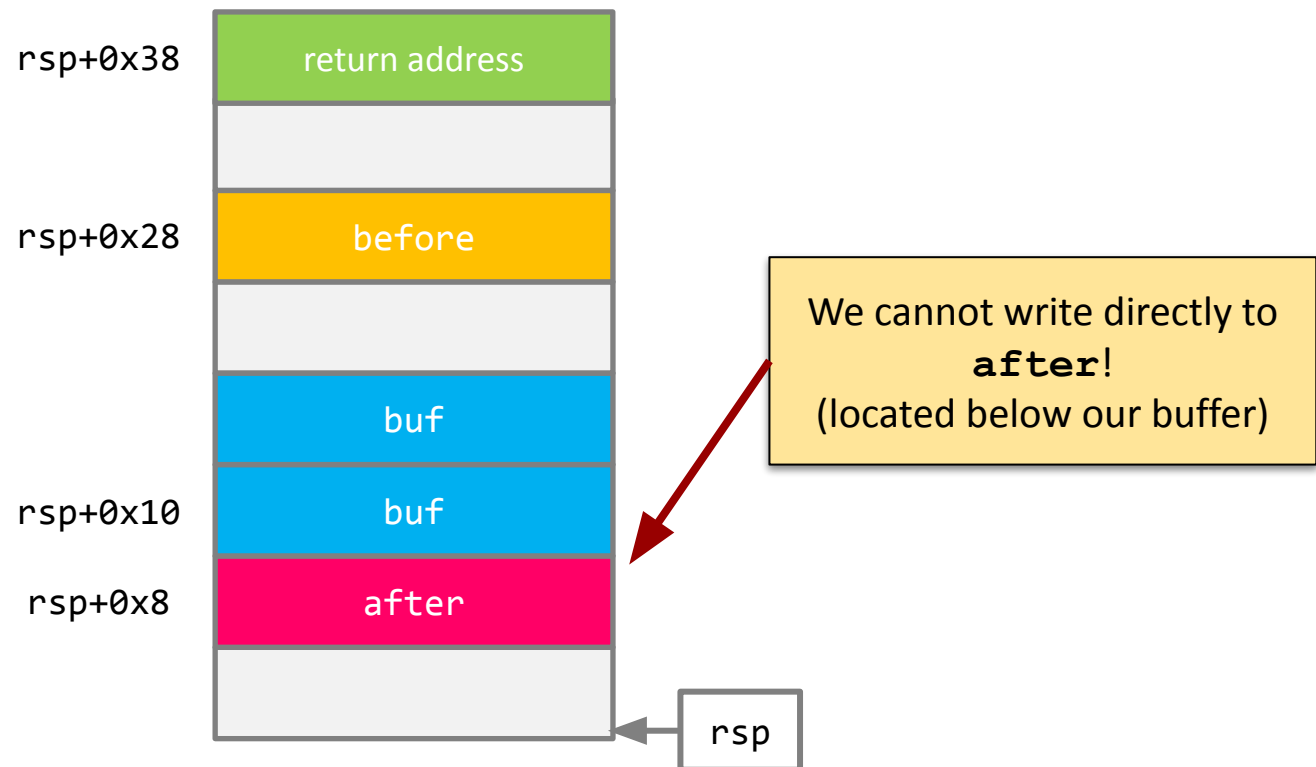 rsp+0x38 return address
rsp+0x28 before
We cannot write directly to
after!
(located below our buffer)
buf
rsp+0x10 buf
rsp+0x8 after
rsp